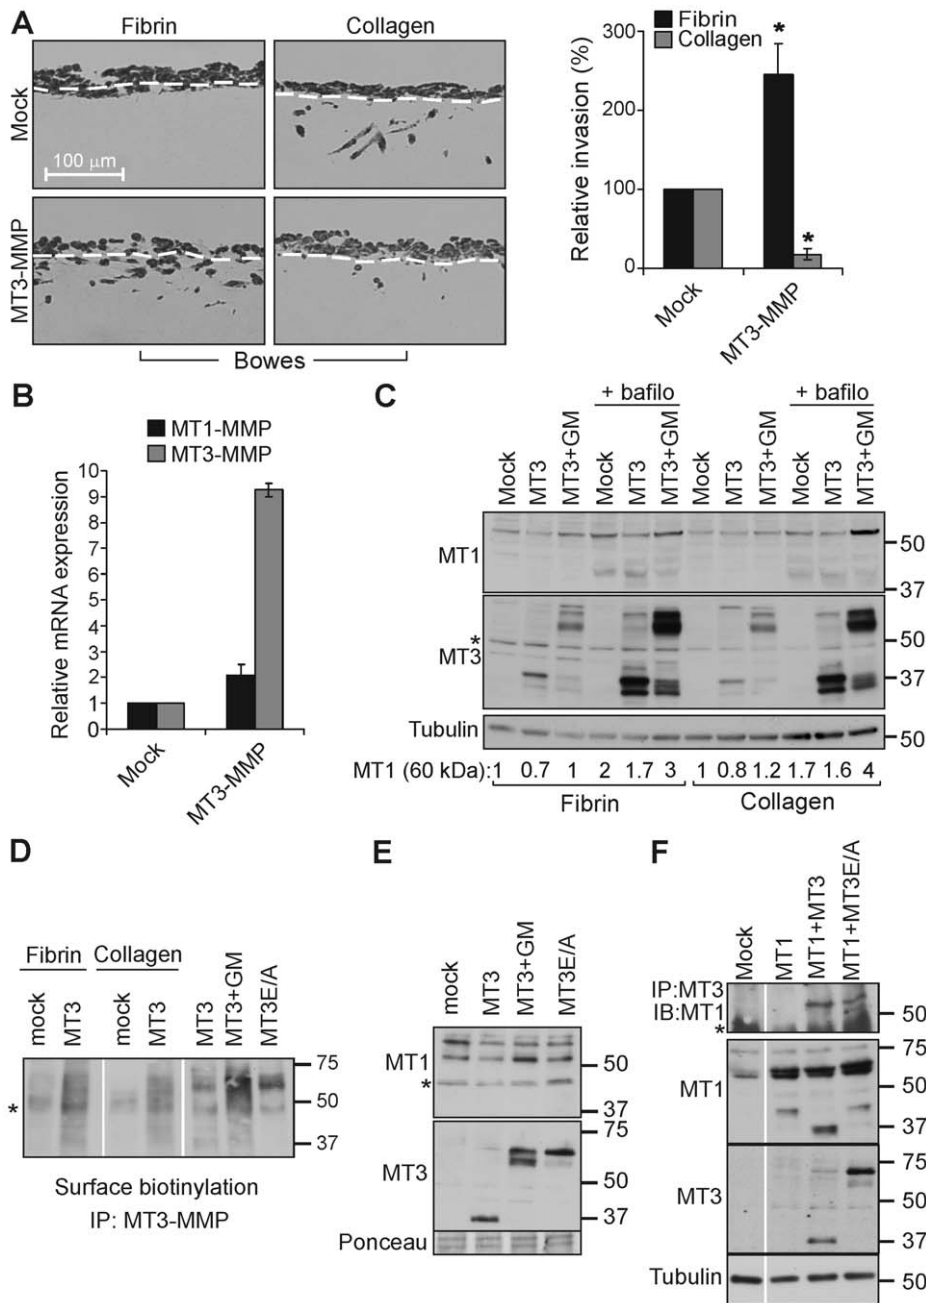 A
Fibrin
Collagen
Mock
100 μm
MT3-MMP
Bowes
Relative invasion (%)
300
200
100
0
Fibrin
Collagen
*
*
Mock
MT3-MMP
B
MT1-MMP
MT3-MMP
Relative mRNA expression
10
9
8
7
6
5
4
3
2
1
0
Mock
MT3-MMP
C
+ bafilo
+ bafilo
Mock MT3 MT3+GM Mock MT3 MT3+GM Mock MT3 MT3+GM Mock MT3 MT3+GM
MT1
50
37
*
MT3
50
37
Tubulin
50
MT1 (60 kDa): 1 0.7 1 2 1.7 3 1 0.8 1.2 1.7 1.6 4
Fibrin
Collagen
D
Fibrin
Collagen
mock MT3 mock MT3 MT3 MT3+GM MT3E/A
75
50
37
*
Surface biotinylation
IP: MT3-MMP
E
mock MT3 MT3+GM MT3E/A
MT1
*
50
37
75
MT3
50
37
Ponceau
F
Mock MT1 MT1+MT3 MT1+MT3E/A
IP:MT3
IB:MT1
*
50
75
MT1
50
37
75
MT3
50
37
Tubulin
50